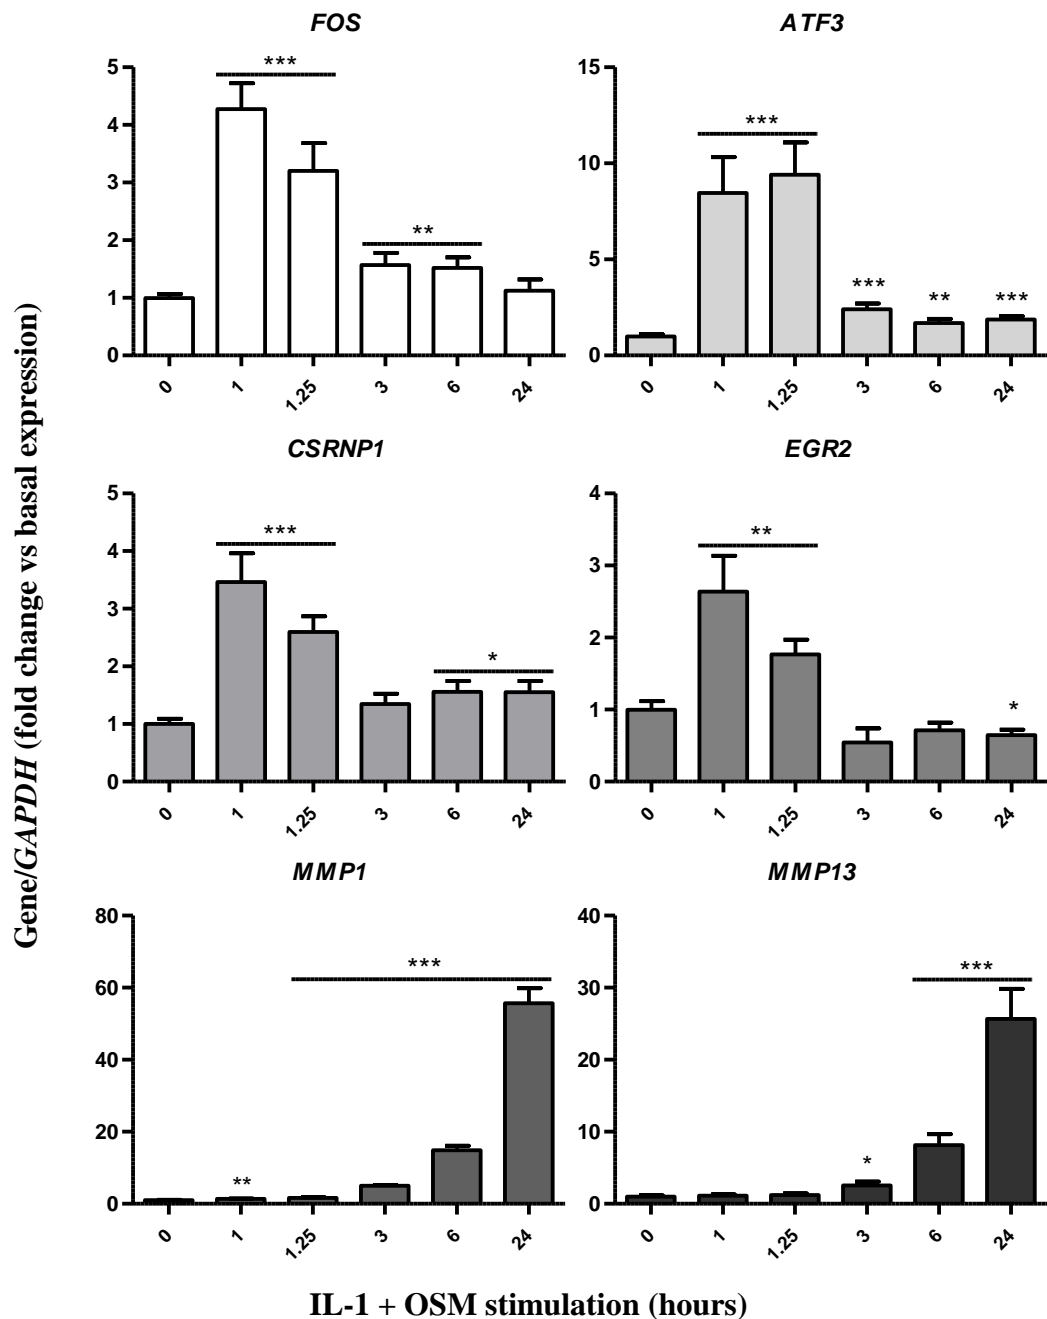 Gene/GAPDH (fold change vs basal expression)
FOS
5
4
3
2
1
0
***
**
0 1 1.25 3 6 24
ATF3
15
10
5
0
***
*** ** ***
0 1 1.25 3 6 24
CSRNP1
5
4
3
2
1
0
***
*
0 1 1.25 3 6 24
EGR2
4
3
2
1
0
**
*
0 1 1.25 3 6 24
MMP1
80
60
40
20
0
***
**
0 1 1.25 3 6 24
MMP13
40
30
20
10
0
***
*
0 1 1.25 3 6 24
IL-1 + OSM stimulation (hours)